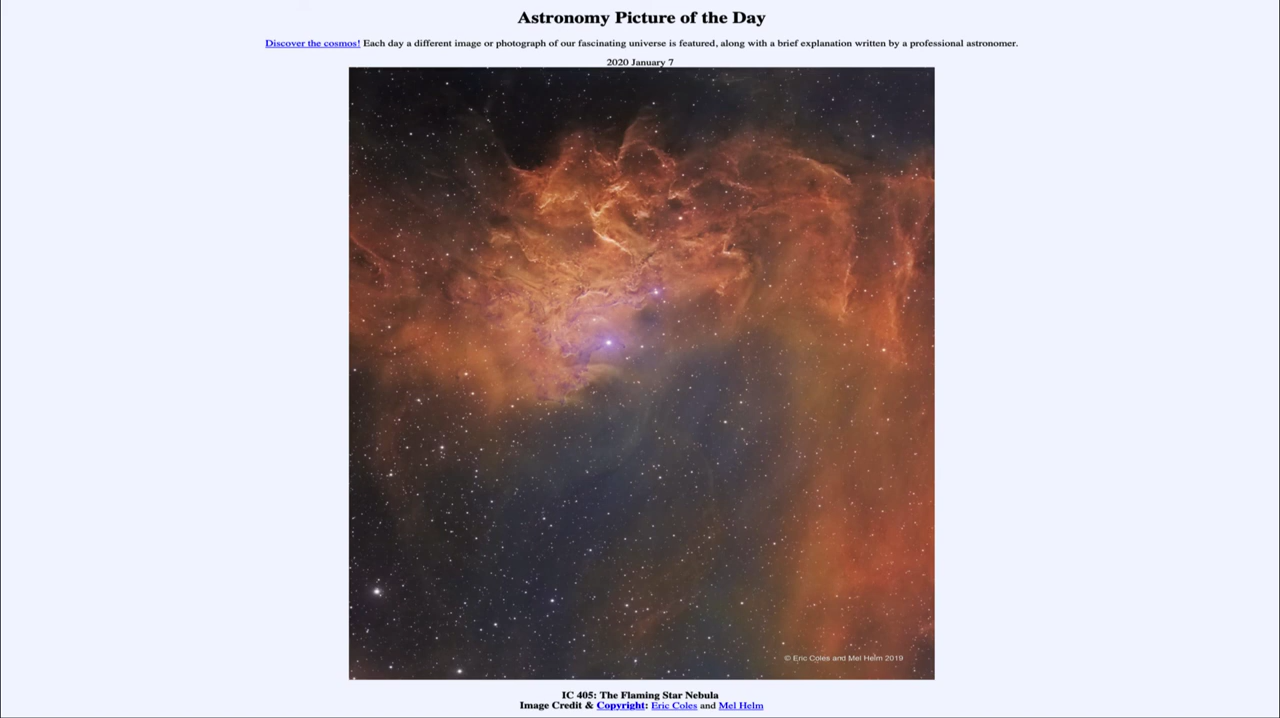 Astronomy Picture of the Day
Discover the cosmos! Each day a different image or photograph of our fascinating universe is featured, along with a brief explanation written by a professional astronomer.
2020 January 7
© Eric Coles and Mel Helm 2019
IC 405: The Flaming Star Nebula
Image Credit & Copyright: Eric Coles and Mel Helm